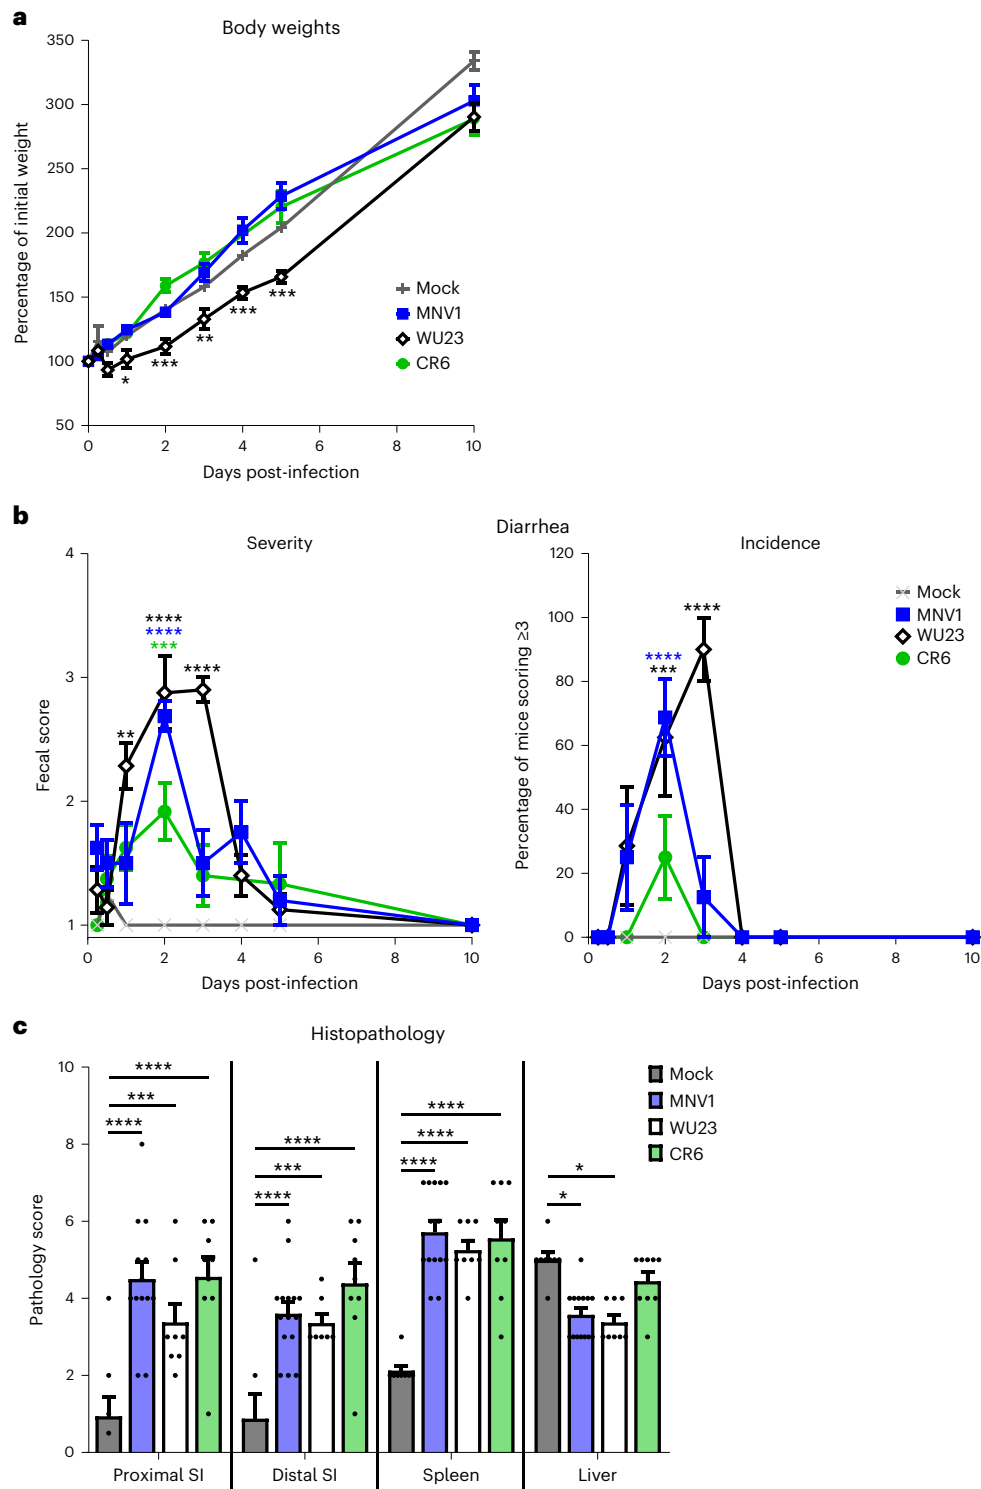 a
Body weights
350
300
250
200
150
100
50
Percentage of initial weight
Mock
MNV1
WU23
CR6
*
***
**
***
***
0 2 4 6 8 10
Days post-infection
b
Diarrhea
Severity
4
3
2
1
Fecal score
****
****
***
****
**
0 2 4 6 8 10
Days post-infection
Incidence
120
100
80
60
40
20
0
Percentage of mice scoring ≥3
****
****
***
Mock
MNV1
WU23
CR6
0 2 4 6 8 10
Days post-infection
c
Histopathology
10
8
6
4
2
0
Pathology score
****
***
****
****
***
****
****
****
****
*
*
Mock
MNV1
WU23
CR6
Proximal SI Distal SI Spleen Liver